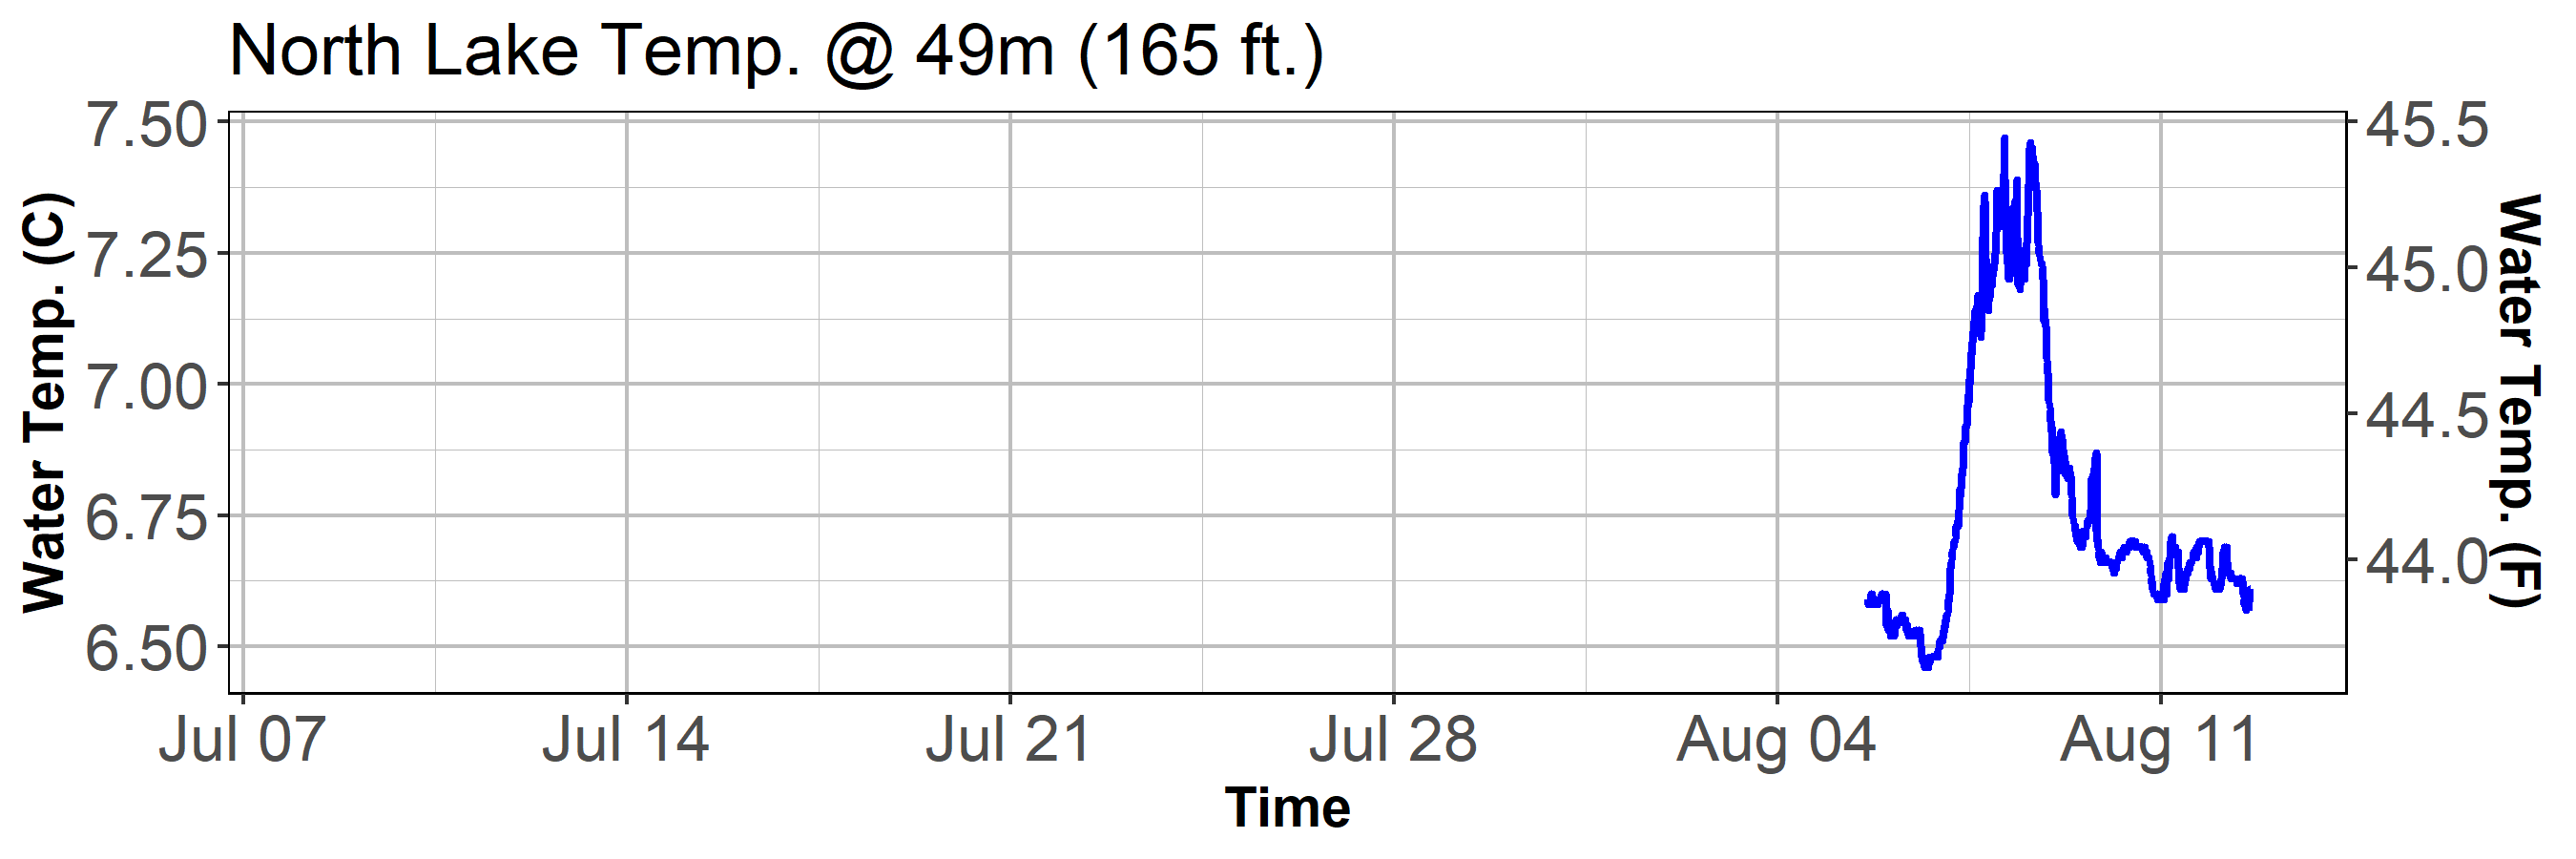 North Lake Temp. @ 49m (165 ft.)
Water Temp. (C)
7.50
7.25
7.00
6.75
6.50
45.5
45.0
44.5
44.0
Water Temp. (F)
Jul 07
Jul 14
Jul 21
Jul 28
Aug 04
Aug 11
Time